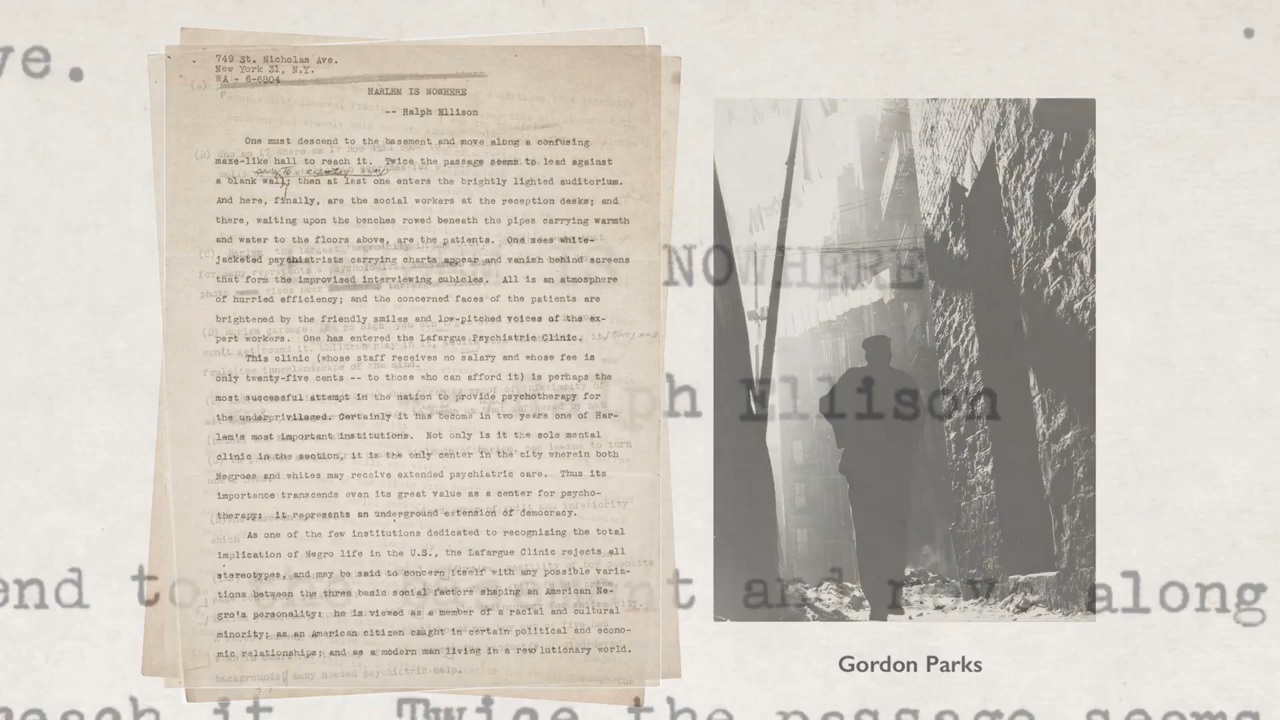 749 St. Nicholas Ave.
New York 31, N.Y.
WA - 6-6804
HARLEM IS NOWHERE
-- Ralph Ellison
One must descend to the basement and move along a confusing
maze-like hall to reach it. Twice the passage seems to lead against
a blank wall; then at last one enters the brightly lighted auditorium.
And here, finally, are the social workers at the reception desks; and
there, waiting upon the benches rowed beneath the pipes carrying warmth
and water to the floors above, are the patients. One sees white-
jacketed psychiatrists carrying charts appear and vanish behind screens
that form the improvised interviewing cubicles. All is an atmosphere
of hurried efficiency; and the concerned faces of the patients are
brightened by the friendly smiles and low-pitched voices of the ex-
pert workers. One has entered the Lafargue Psychiatric Clinic.
This clinic (whose staff receives no salary and whose fee is
only twenty-five cents -- to those who can afford it) is perhaps the
most successful attempt in the nation to provide psychotherapy for
the underprivileged. Certainly it has become in two years one of Har-
lem's most important institutions. Not only is it the sole mental
clinic in the section, it is the only center in the city wherein both
Negroes and whites may receive extended psychiatric care. Thus its
importance transcends even its great value as a center for psycho-
therapy: it represents an underground extension of democracy.
As one of the few institutions dedicated to recognizing the total
implication of Negro life in the U.S., the Lafargue Clinic rejects all
stereotypes, and may be said to concern itself with any possible varia-
tions between the three basic social factors shaping an American Ne-
gro's personality: he is viewed as a member of a racial and cultural
minority; as an American citizen caught in certain political and econo-
mic relationships; and as a modern man living in a revolutionary world.
backgrounds many needed psychiatric help.
ve.
NOWHERE
ph Ellison
end to t and move along
reach it. Twice the passage seems
Gordon Parks